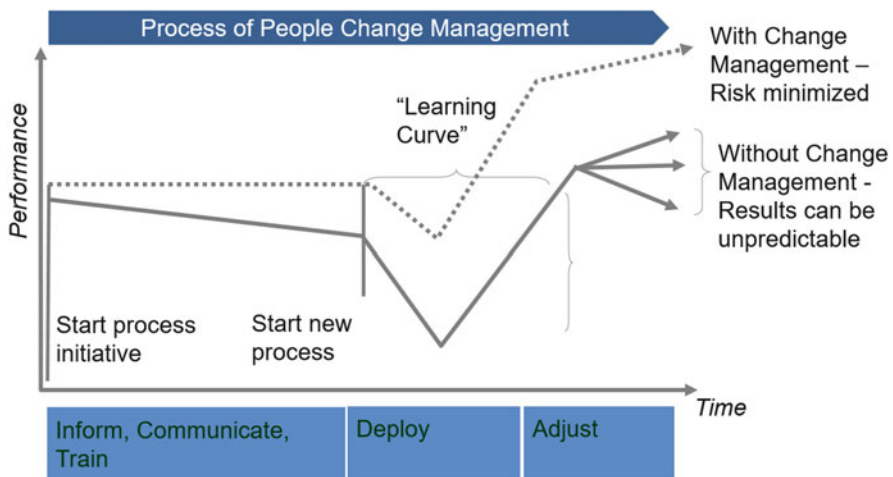 Process of People Change Management
With Change
Management –
Risk minimized
“Learning
Curve”
Performance
Without Change
Management -
Results can be
unpredictable
Start process
initiative
Start new
process
Time
Inform, Communicate,
Train
Deploy
Adjust